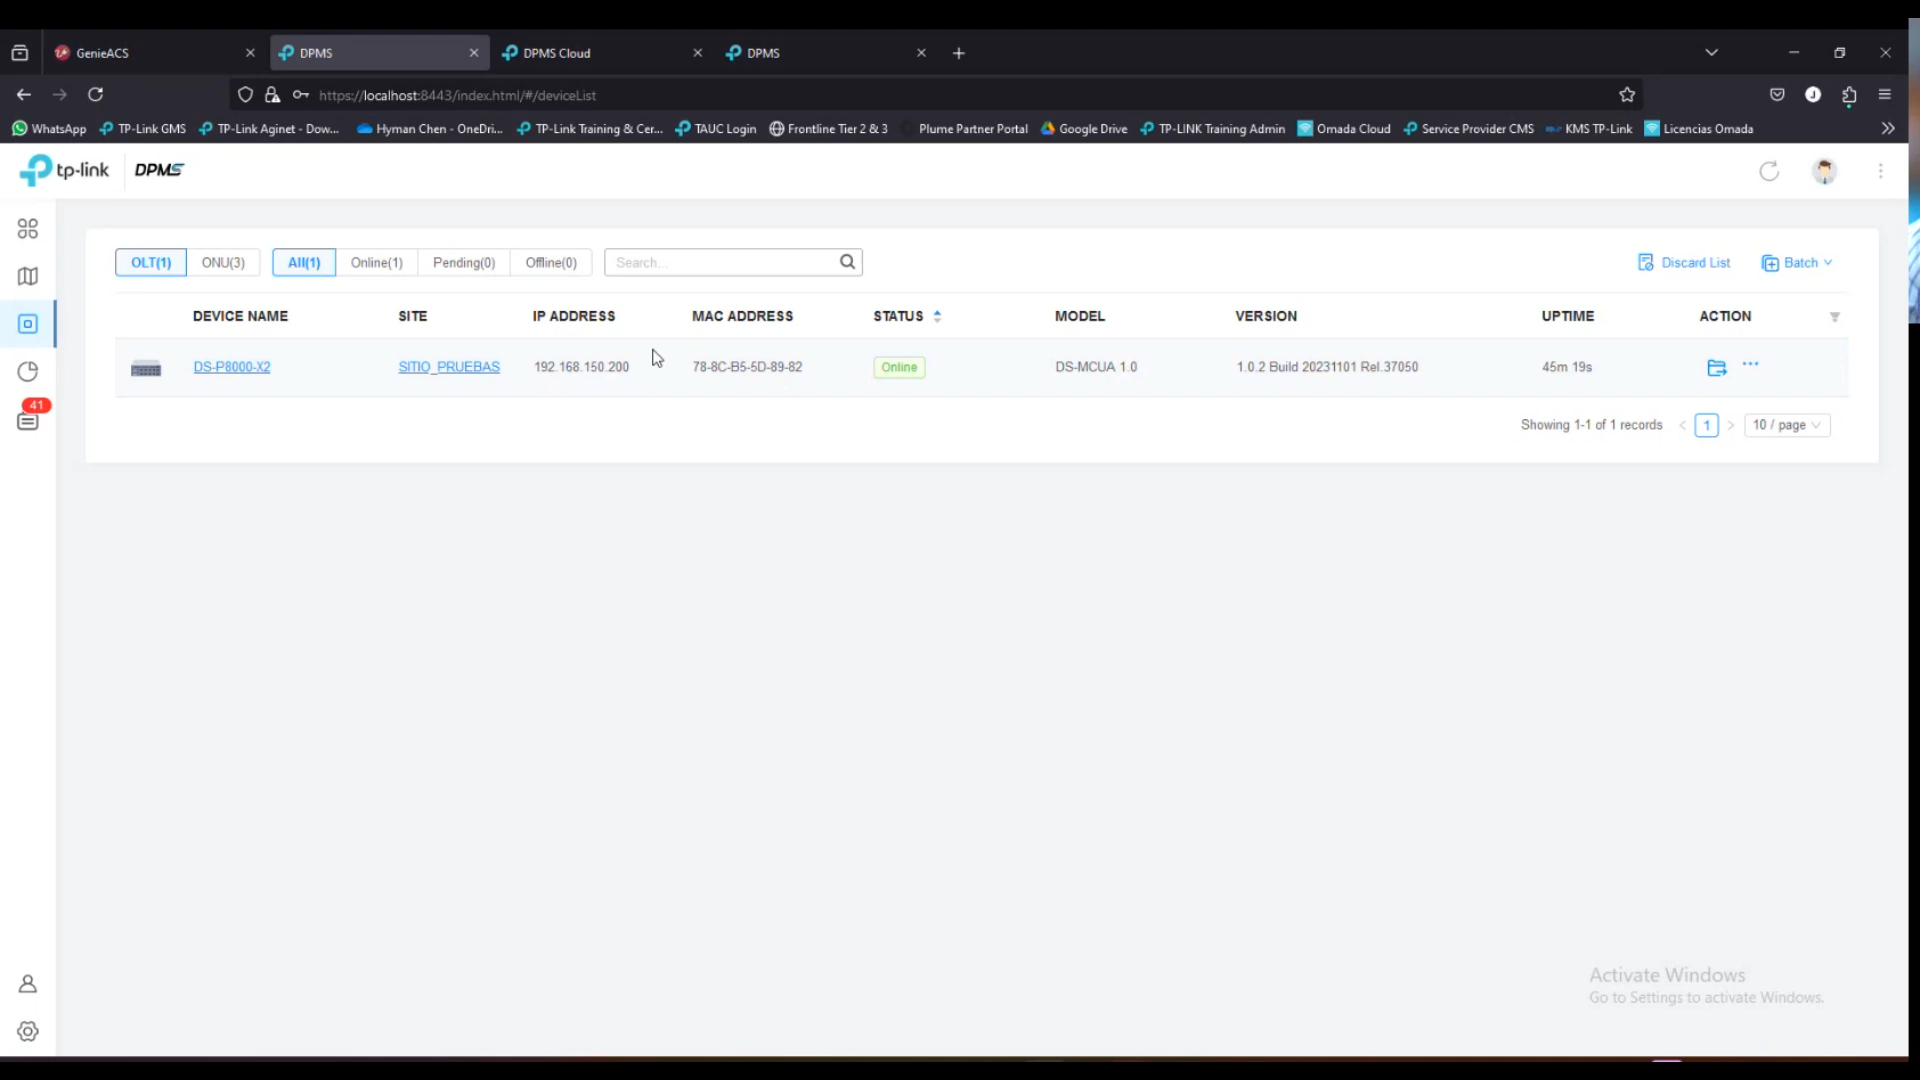 GenieACS
DPMS
DPMS Cloud
DPMS
https://localhost:8443/index.html/#/deviceList
J
WhatsApp
TP-Link GMS
TP-Link Aginet - Dow...
Hyman Chen - OneDri...
TP-Link Training & Cer...
TAUC Login
Frontline Tier 2 & 3
Plume Partner Portal
Google Drive
TP-LINK Training Admin
Omada Cloud
Service Provider CMS
KMS TP-Link
Licencias Omada
tp-link
DPMS
OLT(1)
ONU(3)
All(1)
Online(1)
Pending(0)
Offline(0)
Search...
Discard List
Batch
DEVICE NAME
SITE
IP ADDRESS
MAC ADDRESS
STATUS
MODEL
VERSION
UPTIME
ACTION
DS-P8000-X2
SITIO_PRUEBAS
192.168.150.200
78-8C-B5-5D-89-82
Online
DS-MCUA 1.0
1.0.2 Build 20231101 Rel.37050
45m 19s
41
Showing 1-1 of 1 records
1
10 / page
Activate Windows
Go to Settings to activate Windows.